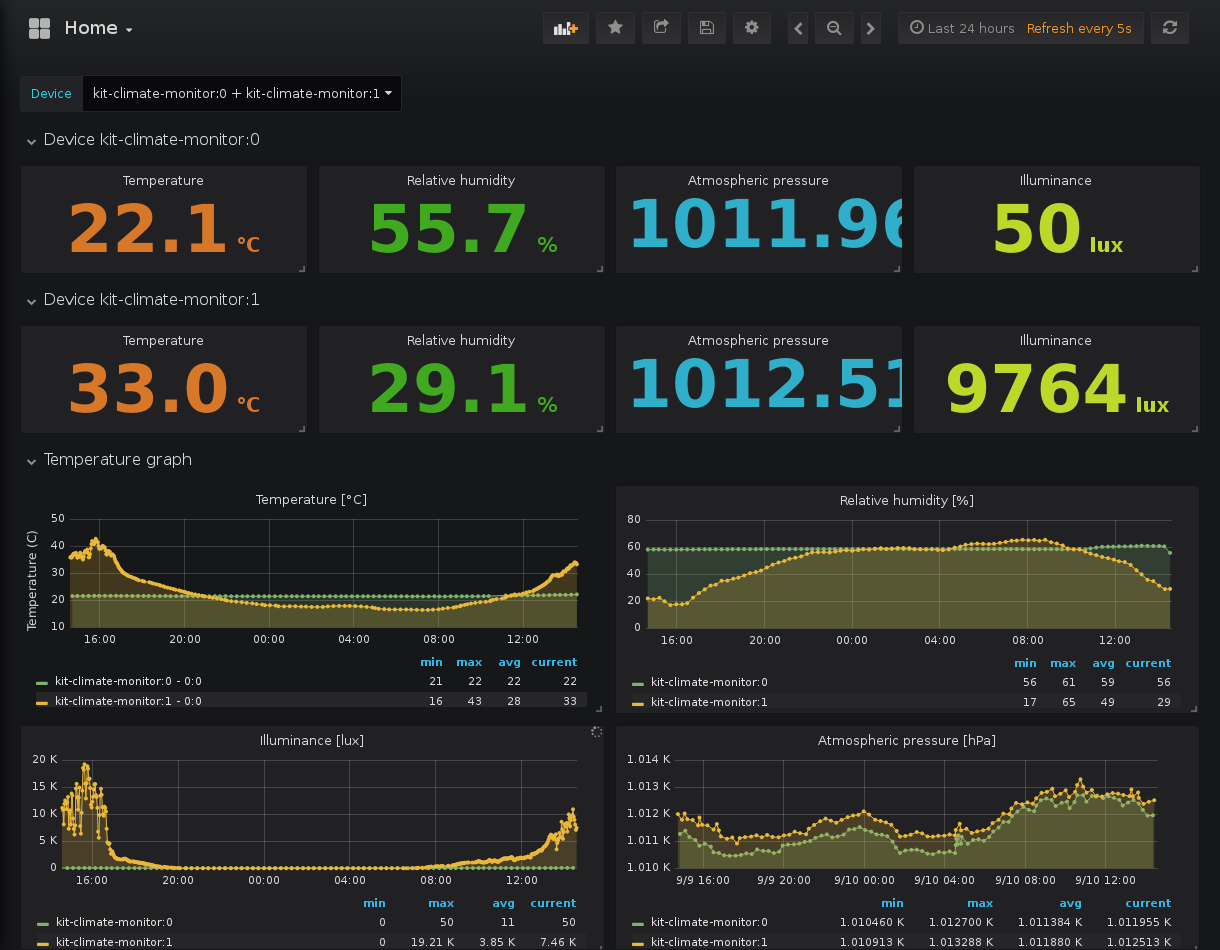 Home
Last 24 hours Refresh every 5s
Device kit-climate-monitor:0 + kit-climate-monitor:1
Device kit-climate-monitor:0
Temperature Relative humidity Atmospheric pressure Illuminance
22.1 °C 55.7 % 1011.96 50 lux
Device kit-climate-monitor:1
Temperature Relative humidity Atmospheric pressure Illuminance
33.0 °C 29.1 % 1012.51 9764 lux
Temperature graph
Temperature [°C]
Temperature (C)
50
40
30
20
10
16:00 20:00 00:00 04:00 08:00 12:00
min max avg current
kit-climate-monitor:0 - 0:0 21 22 22 22
kit-climate-monitor:1 - 0:0 16 43 28 33
Relative humidity [%]
80
60
40
20
0
16:00 20:00 00:00 04:00 08:00 12:00
min max avg current
kit-climate-monitor:0 56 61 59 56
kit-climate-monitor:1 17 65 49 29
Illuminance [lux]
20 K
15 K
10 K
5 K
0
16:00 20:00 00:00 04:00 08:00 12:00
min max avg current
kit-climate-monitor:0 0 50 11 50
kit-climate-monitor:1 0 19.21 K 3.85 K 7.46 K
Atmospheric pressure [hPa]
1.014 K
1.013 K
1.012 K
1.011 K
1.010 K
9/9 16:00 9/9 20:00 9/10 00:00 9/10 04:00 9/10 08:00 9/10 12:00
min max avg current
kit-climate-monitor:0 1.010460 K 1.012700 K 1.011384 K 1.011955 K
kit-climate-monitor:1 1.010913 K 1.013288 K 1.011880 K 1.012513 K